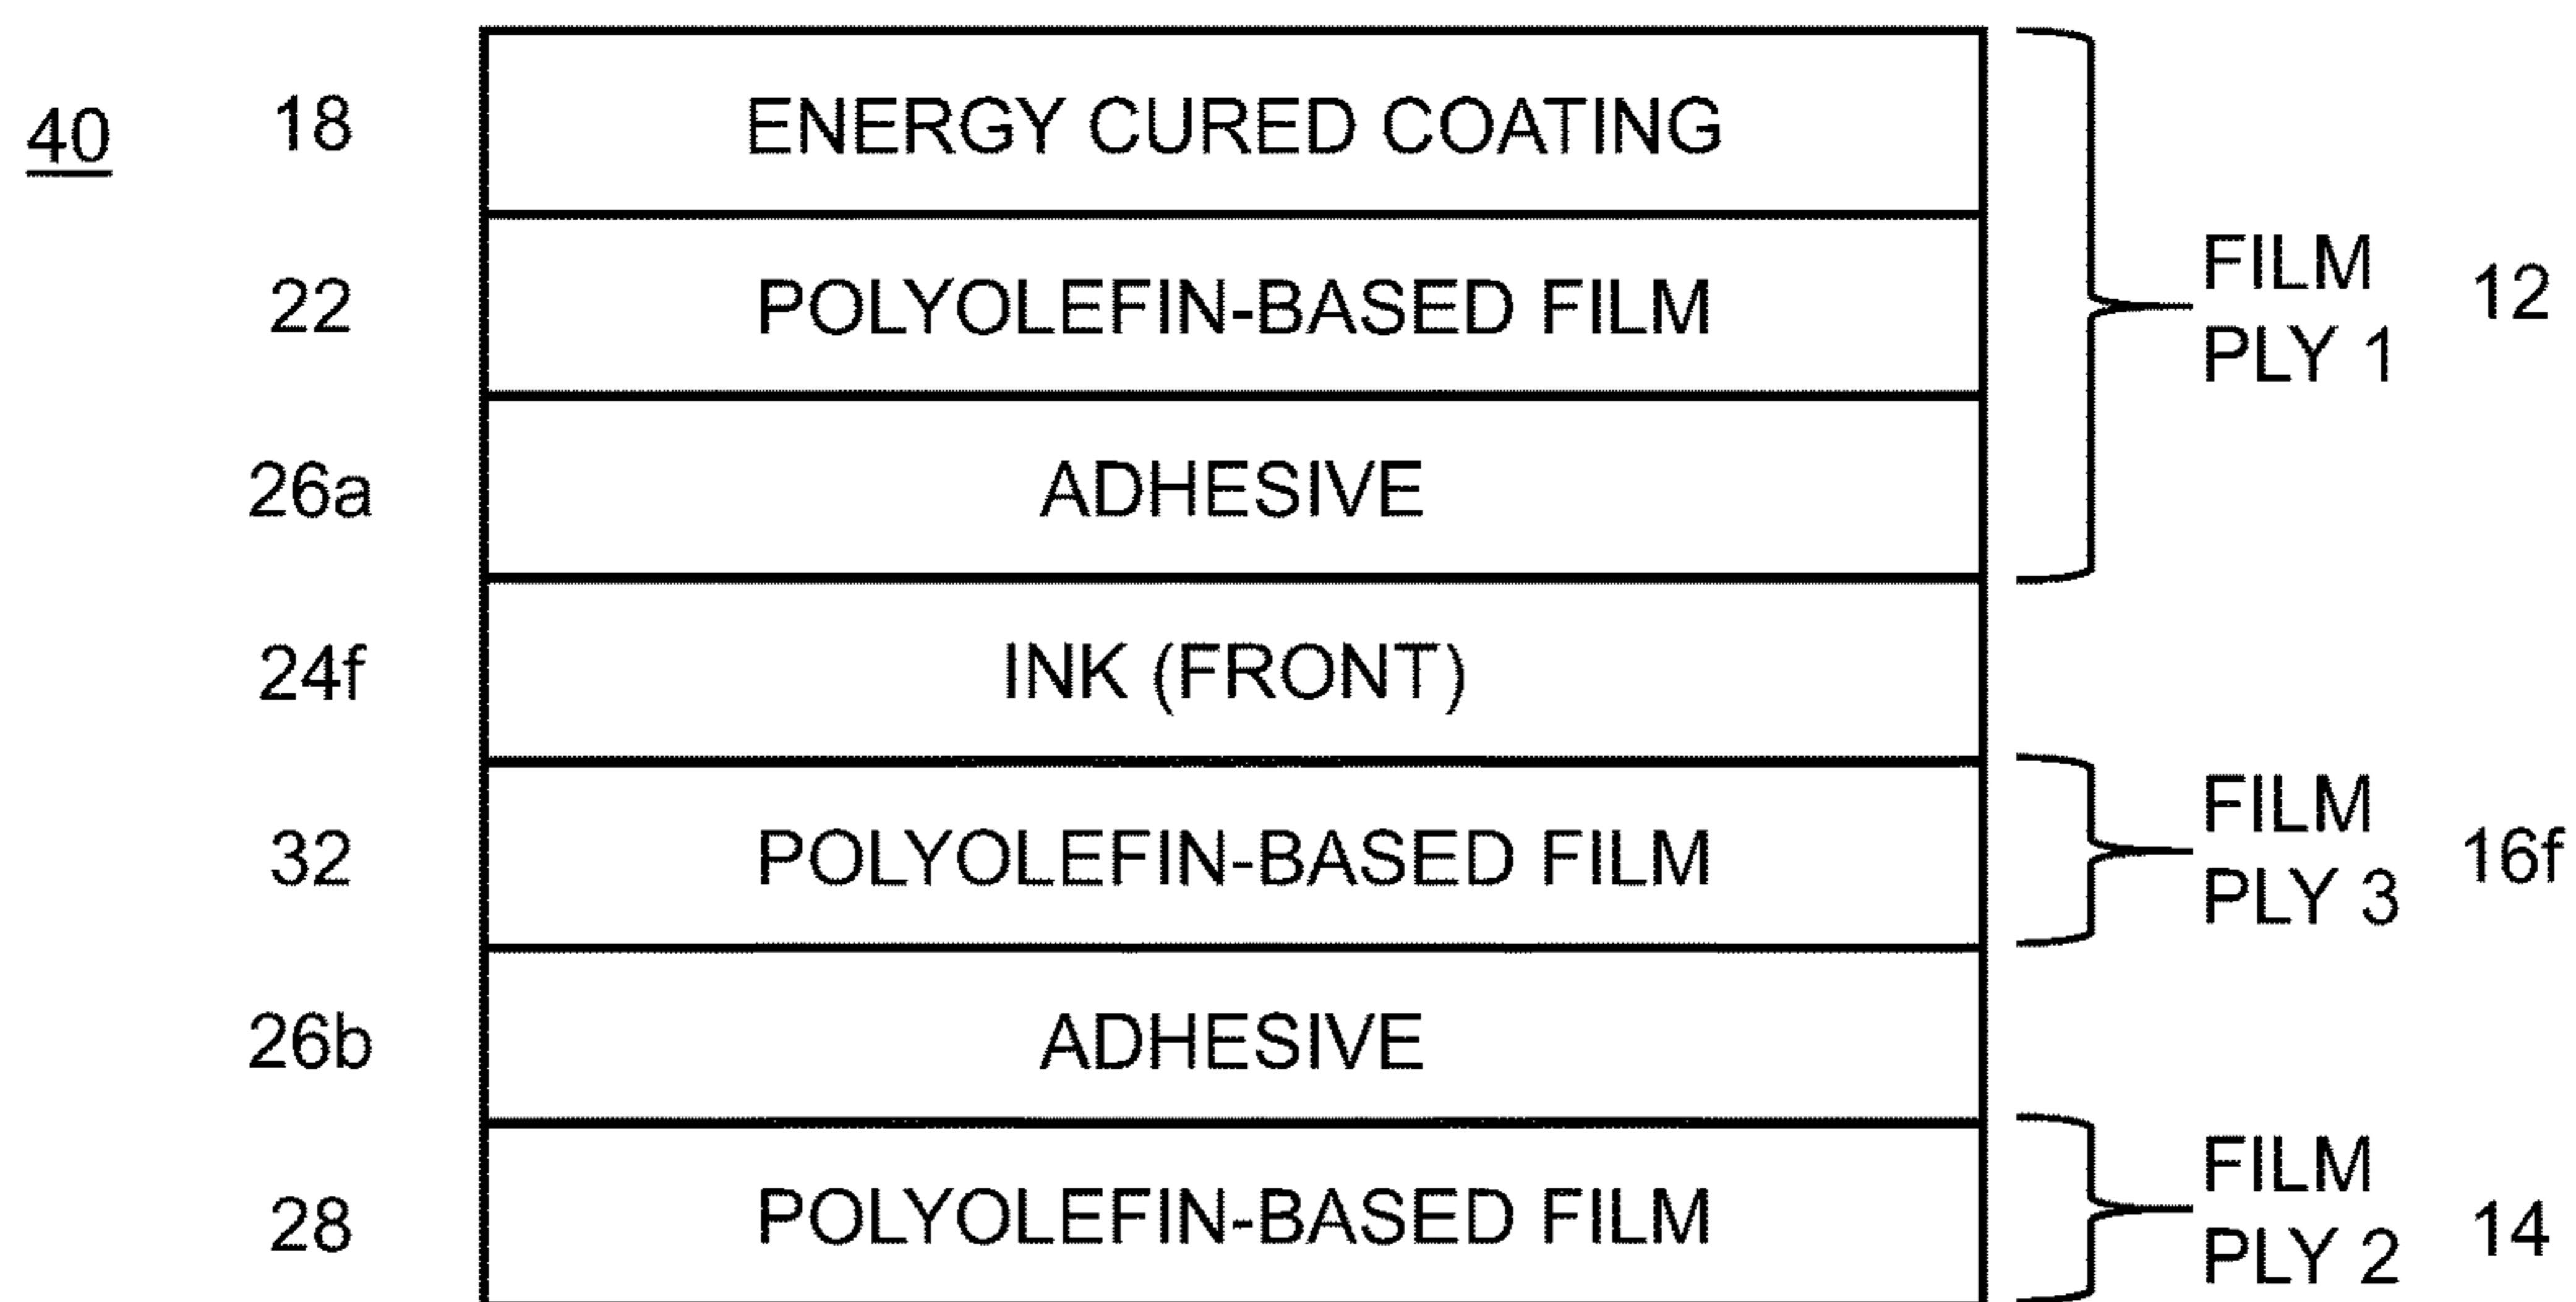 40
18
ENERGY CURED COATING
22
POLYOLEFIN-BASED FILM
FILM
PLY 1
12
26a
ADHESIVE
24f
INK (FRONT)
32
POLYOLEFIN-BASED FILM
FILM
PLY 3
16f
26b
ADHESIVE
28
POLYOLEFIN-BASED FILM
FILM
PLY 2
14